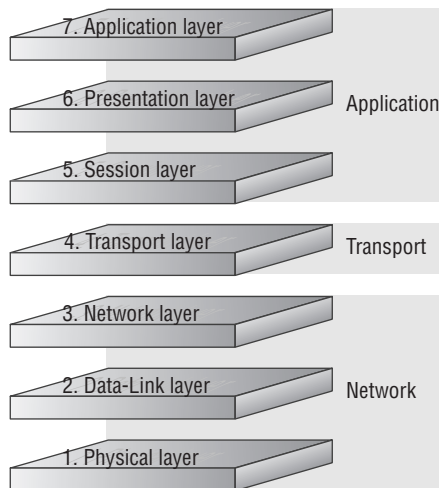 7. Application layer
6. Presentation layer
Application
5. Session layer
4. Transport layer
Transport
3. Network layer
2. Data-Link layer
Network
1. Physical layer